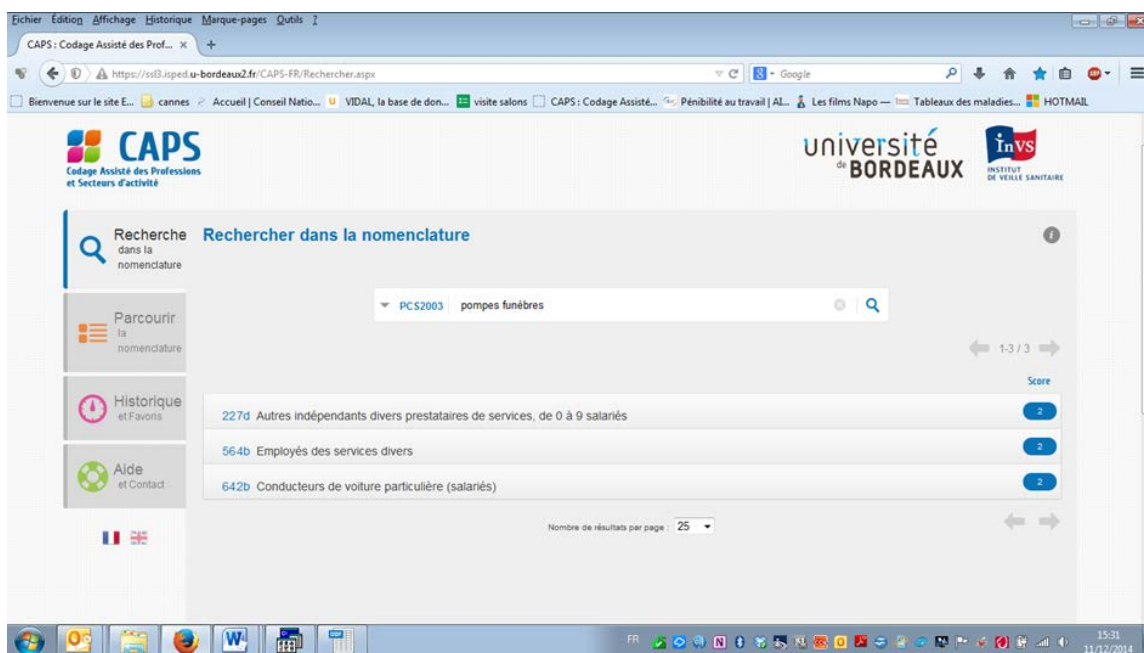 Fichier Édition Affichage Historique Marque-pages Outils ?
CAPS : Codage Assisté des Prof... × +
https://ssl3.isped.u-bordeaux2.fr/CAPS-FR/Rechercher.aspx
Google
Bienvenue sur le site E... cannes Accueil | Conseil Natio... VIDAL, la base de don... visite salons CAPS : Codage Assisté... Pénibilité au travail | AI... Les films Napo — Tableaux des maladies... HOTMAIL
CAPS
Codage Assisté des Professions
et Secteurs d'activité
université
de BORDEAUX
InVS
INSTITUT
DE VEILLE SANITAIRE
Recherche
dans la
nomenclature
Rechercher dans la nomenclature
PCS2003 pompes funèbres
Parcourir
la
nomenclature
1-3 / 3
Score
Historique
et Favoris
227d Autres indépendants divers prestataires de services, de 0 à 9 salariés 2
564b Employés des services divers 2
Aide
et Contact
642b Conducteurs de voiture particulière (salariés) 2
Nombre de résultats par page : 25
FR
15:31
11/12/2014